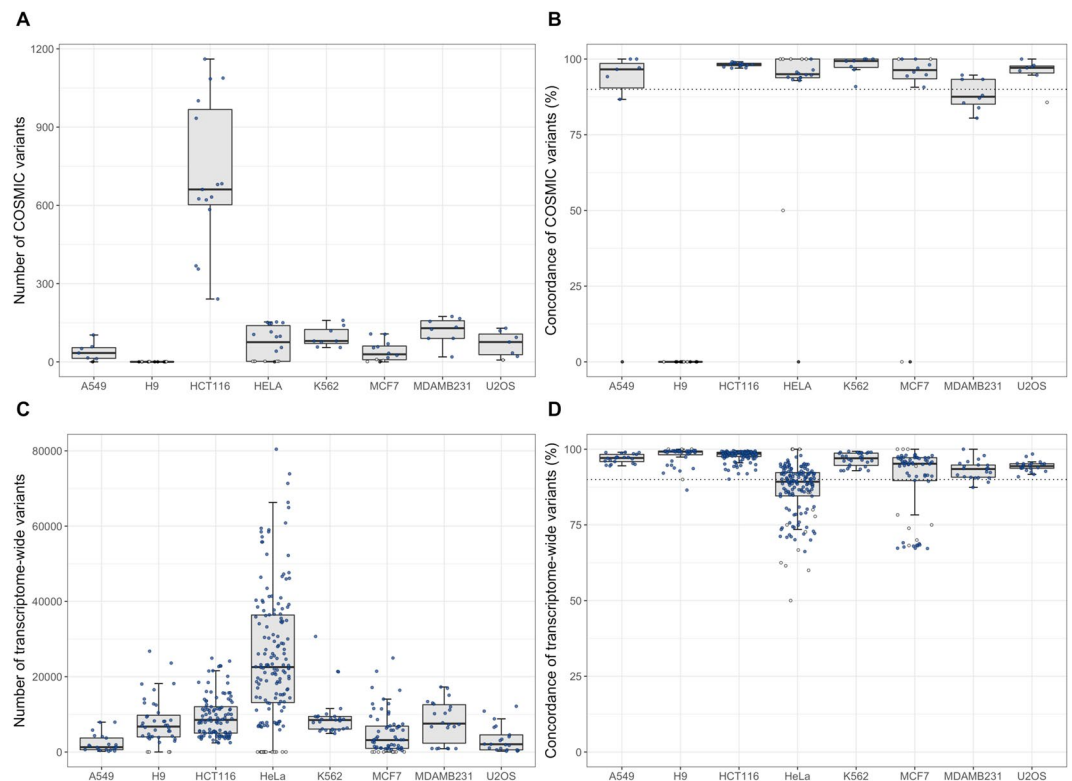 A
Number of COSMIC variants
1200
900
600
300
0
A549 H9 HCT116 HELA K562 MCF7 MDAMB231 U2OS
B
Concordance of COSMIC variants (%)
100
75
50
25
0
A549 H9 HCT116 HELA K562 MCF7 MDAMB231 U2OS
C
Number of transcriptome-wide variants
80000
60000
40000
20000
0
A549 H9 HCT116 HeLa K562 MCF7 MDAMB231 U2OS
D
Concordance of transcriptome-wide variants (%)
100
75
50
25
0
A549 H9 HCT116 HeLa K562 MCF7 MDAMB231 U2OS